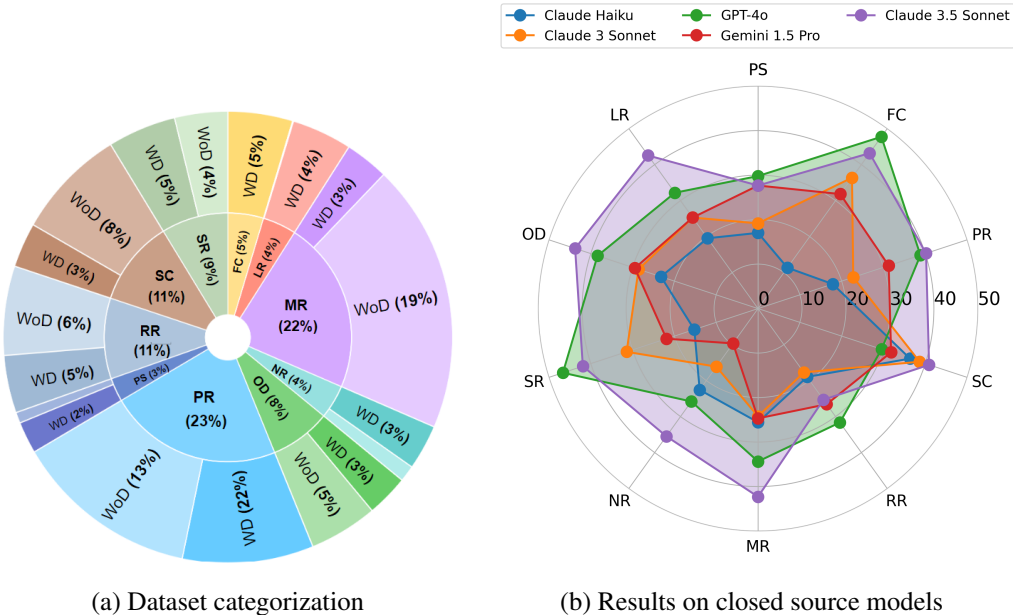 Claude Haiku
Claude 3 Sonnet
GPT-4o
Gemini 1.5 Pro
Claude 3.5 Sonnet
WoD (4%)
WD (5%)
WD (4%)
WD (3%)
WoD (19%)
WD (3%)
WD (3%)
WoD (5%)
WD (22%)
WoD (13%)
WD (2%)
WD (5%)
WoD (6%)
WD (3%)
WoD (8%)
WD (5%)
SR (9%)
FC (5%)
LR (4%)
MR
(22%)
NR (4%)
OD (8%)
PR
(23%)
PS (3%)
RR
(11%)
SC
(11%)
PS
FC
PR
SC
RR
MR
NR
SR
OD
LR
0 10 20 30 40 50
(a) Dataset categorization
(b) Results on closed source models